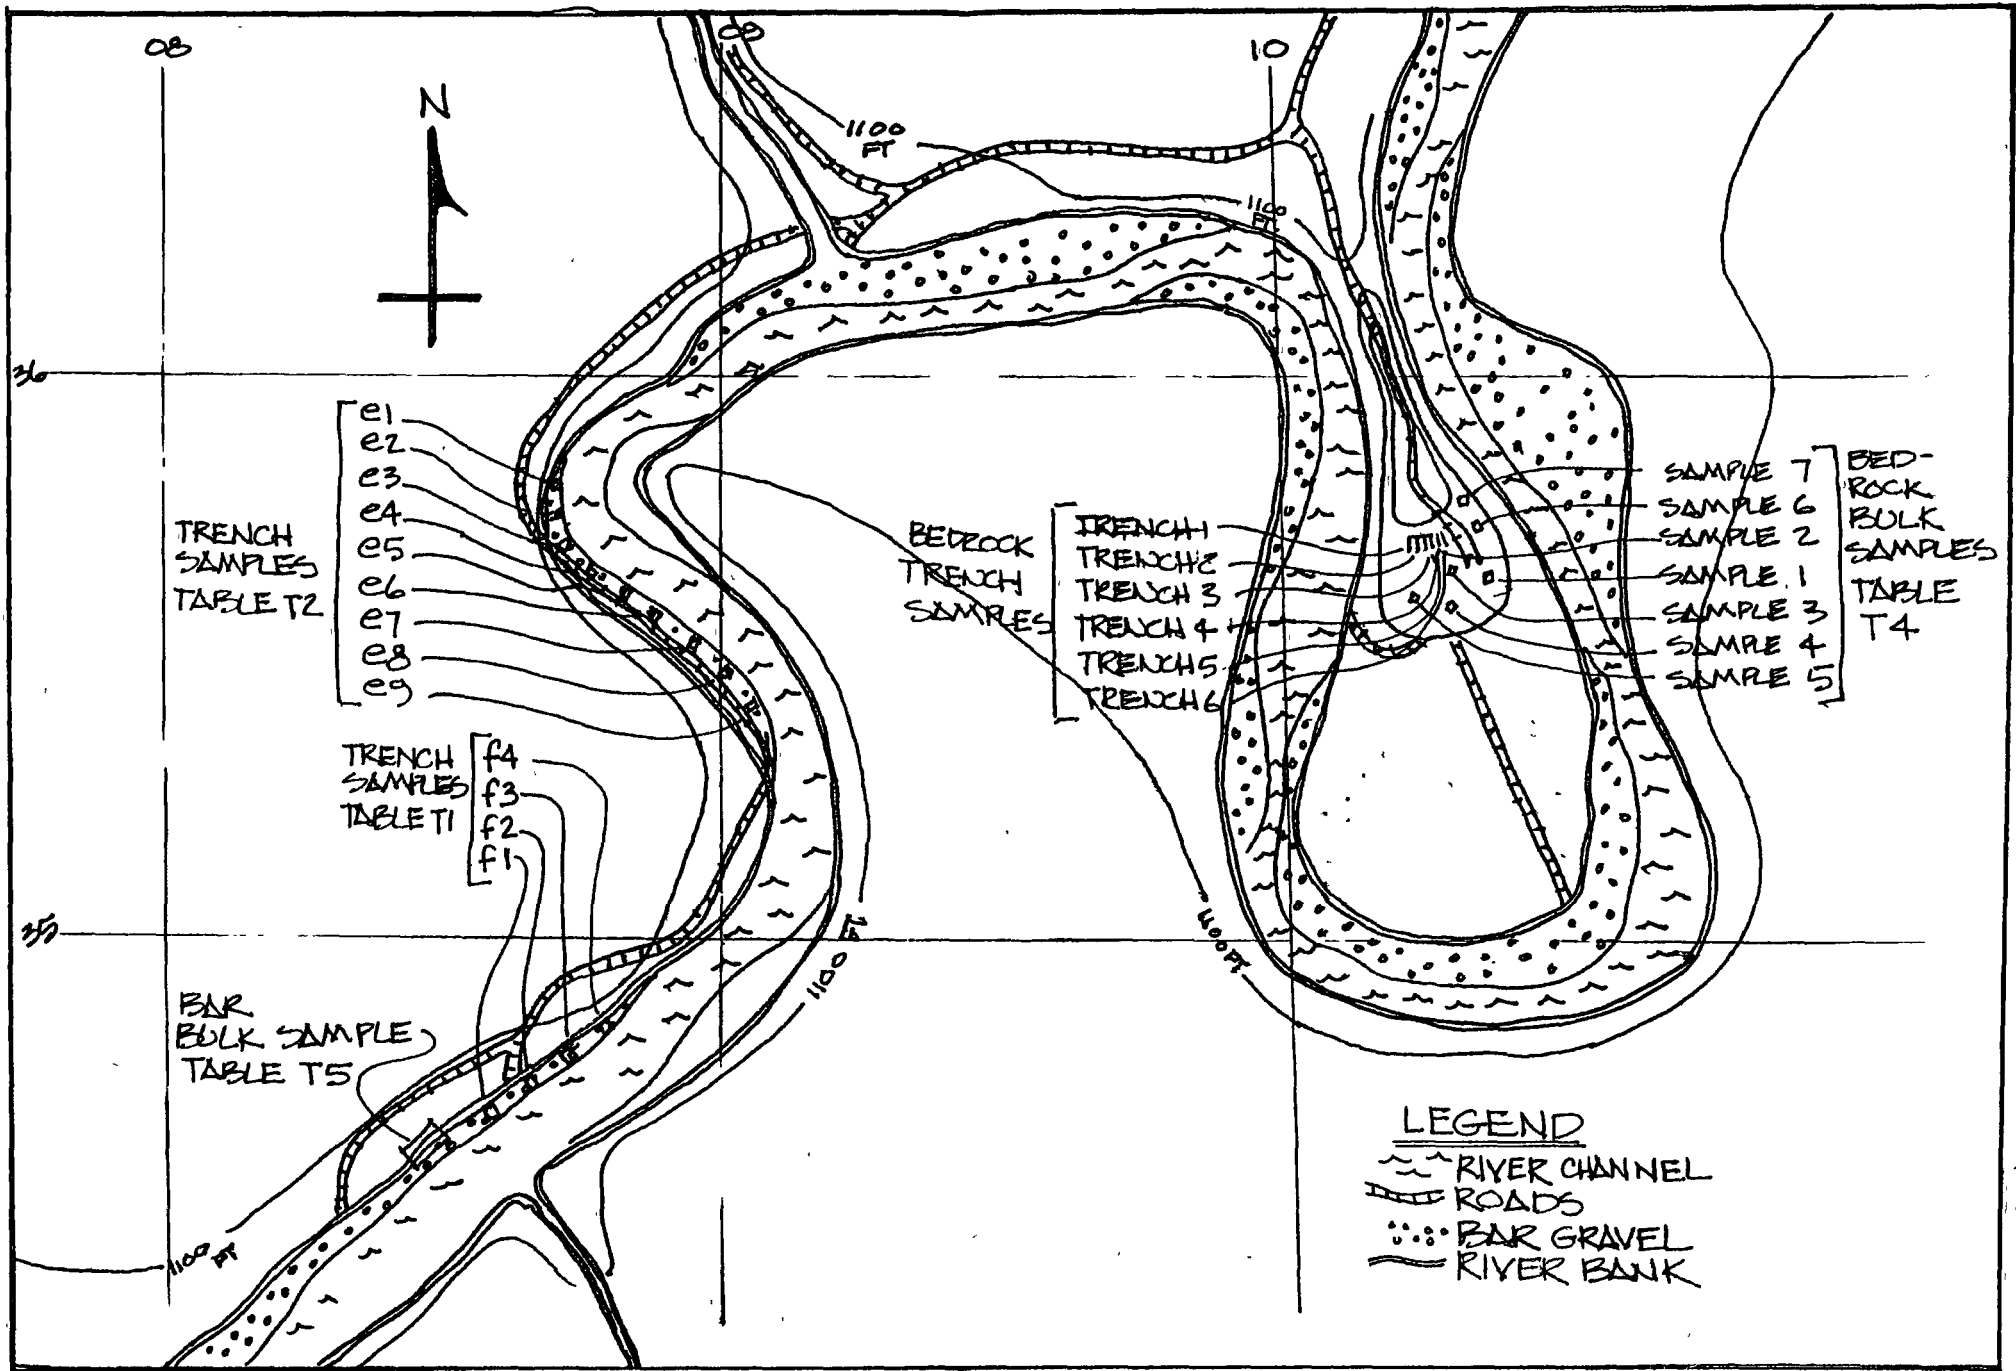 08
09
10
N
1100
FT
1100
FT
36
e1
e2
e3
e4
e5
e6
e7
e8
e9
TRENCH
SAMPLES
TABLE T2
BEDROCK
TRENCH
SAMPLES
TRENCH 1
TRENCH 2
TRENCH 3
TRENCH 4
TRENCH 5
TRENCH 6
SAMPLE 7
SAMPLE 6
SAMPLE 2
SAMPLE 1
SAMPLE 3
SAMPLE 4
SAMPLE 5
BED-
ROCK
BULK
SAMPLES
TABLE
T4
TRENCH
SAMPLES
TABLE T1
f4
f3
f2
f1
35
1100 FT
1100 FT
BAR
BULK SAMPLE
TABLE T5
1100 FT
LEGEND
RIVER CHANNEL
ROADS
BAR GRAVEL
RIVER BANK